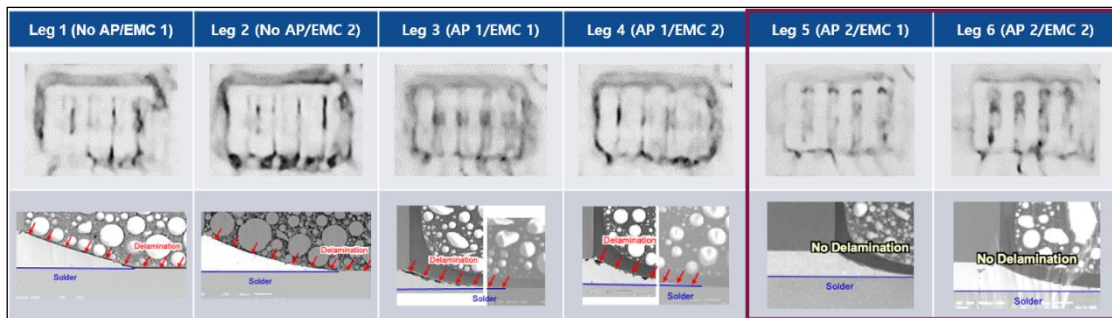 Leg 1 (No AP/EMC 1)
Leg 2 (No AP/EMC 2)
Leg 3 (AP 1/EMC 1)
Leg 4 (AP 1/EMC 2)
Leg 5 (AP 2/EMC 1)
Leg 6 (AP 2/EMC 2)
Delamination
Solder
Delamination
Solder
Delamination
Solder
Delamination
Solder
No Delamination
Solder
No Delamination
Solder